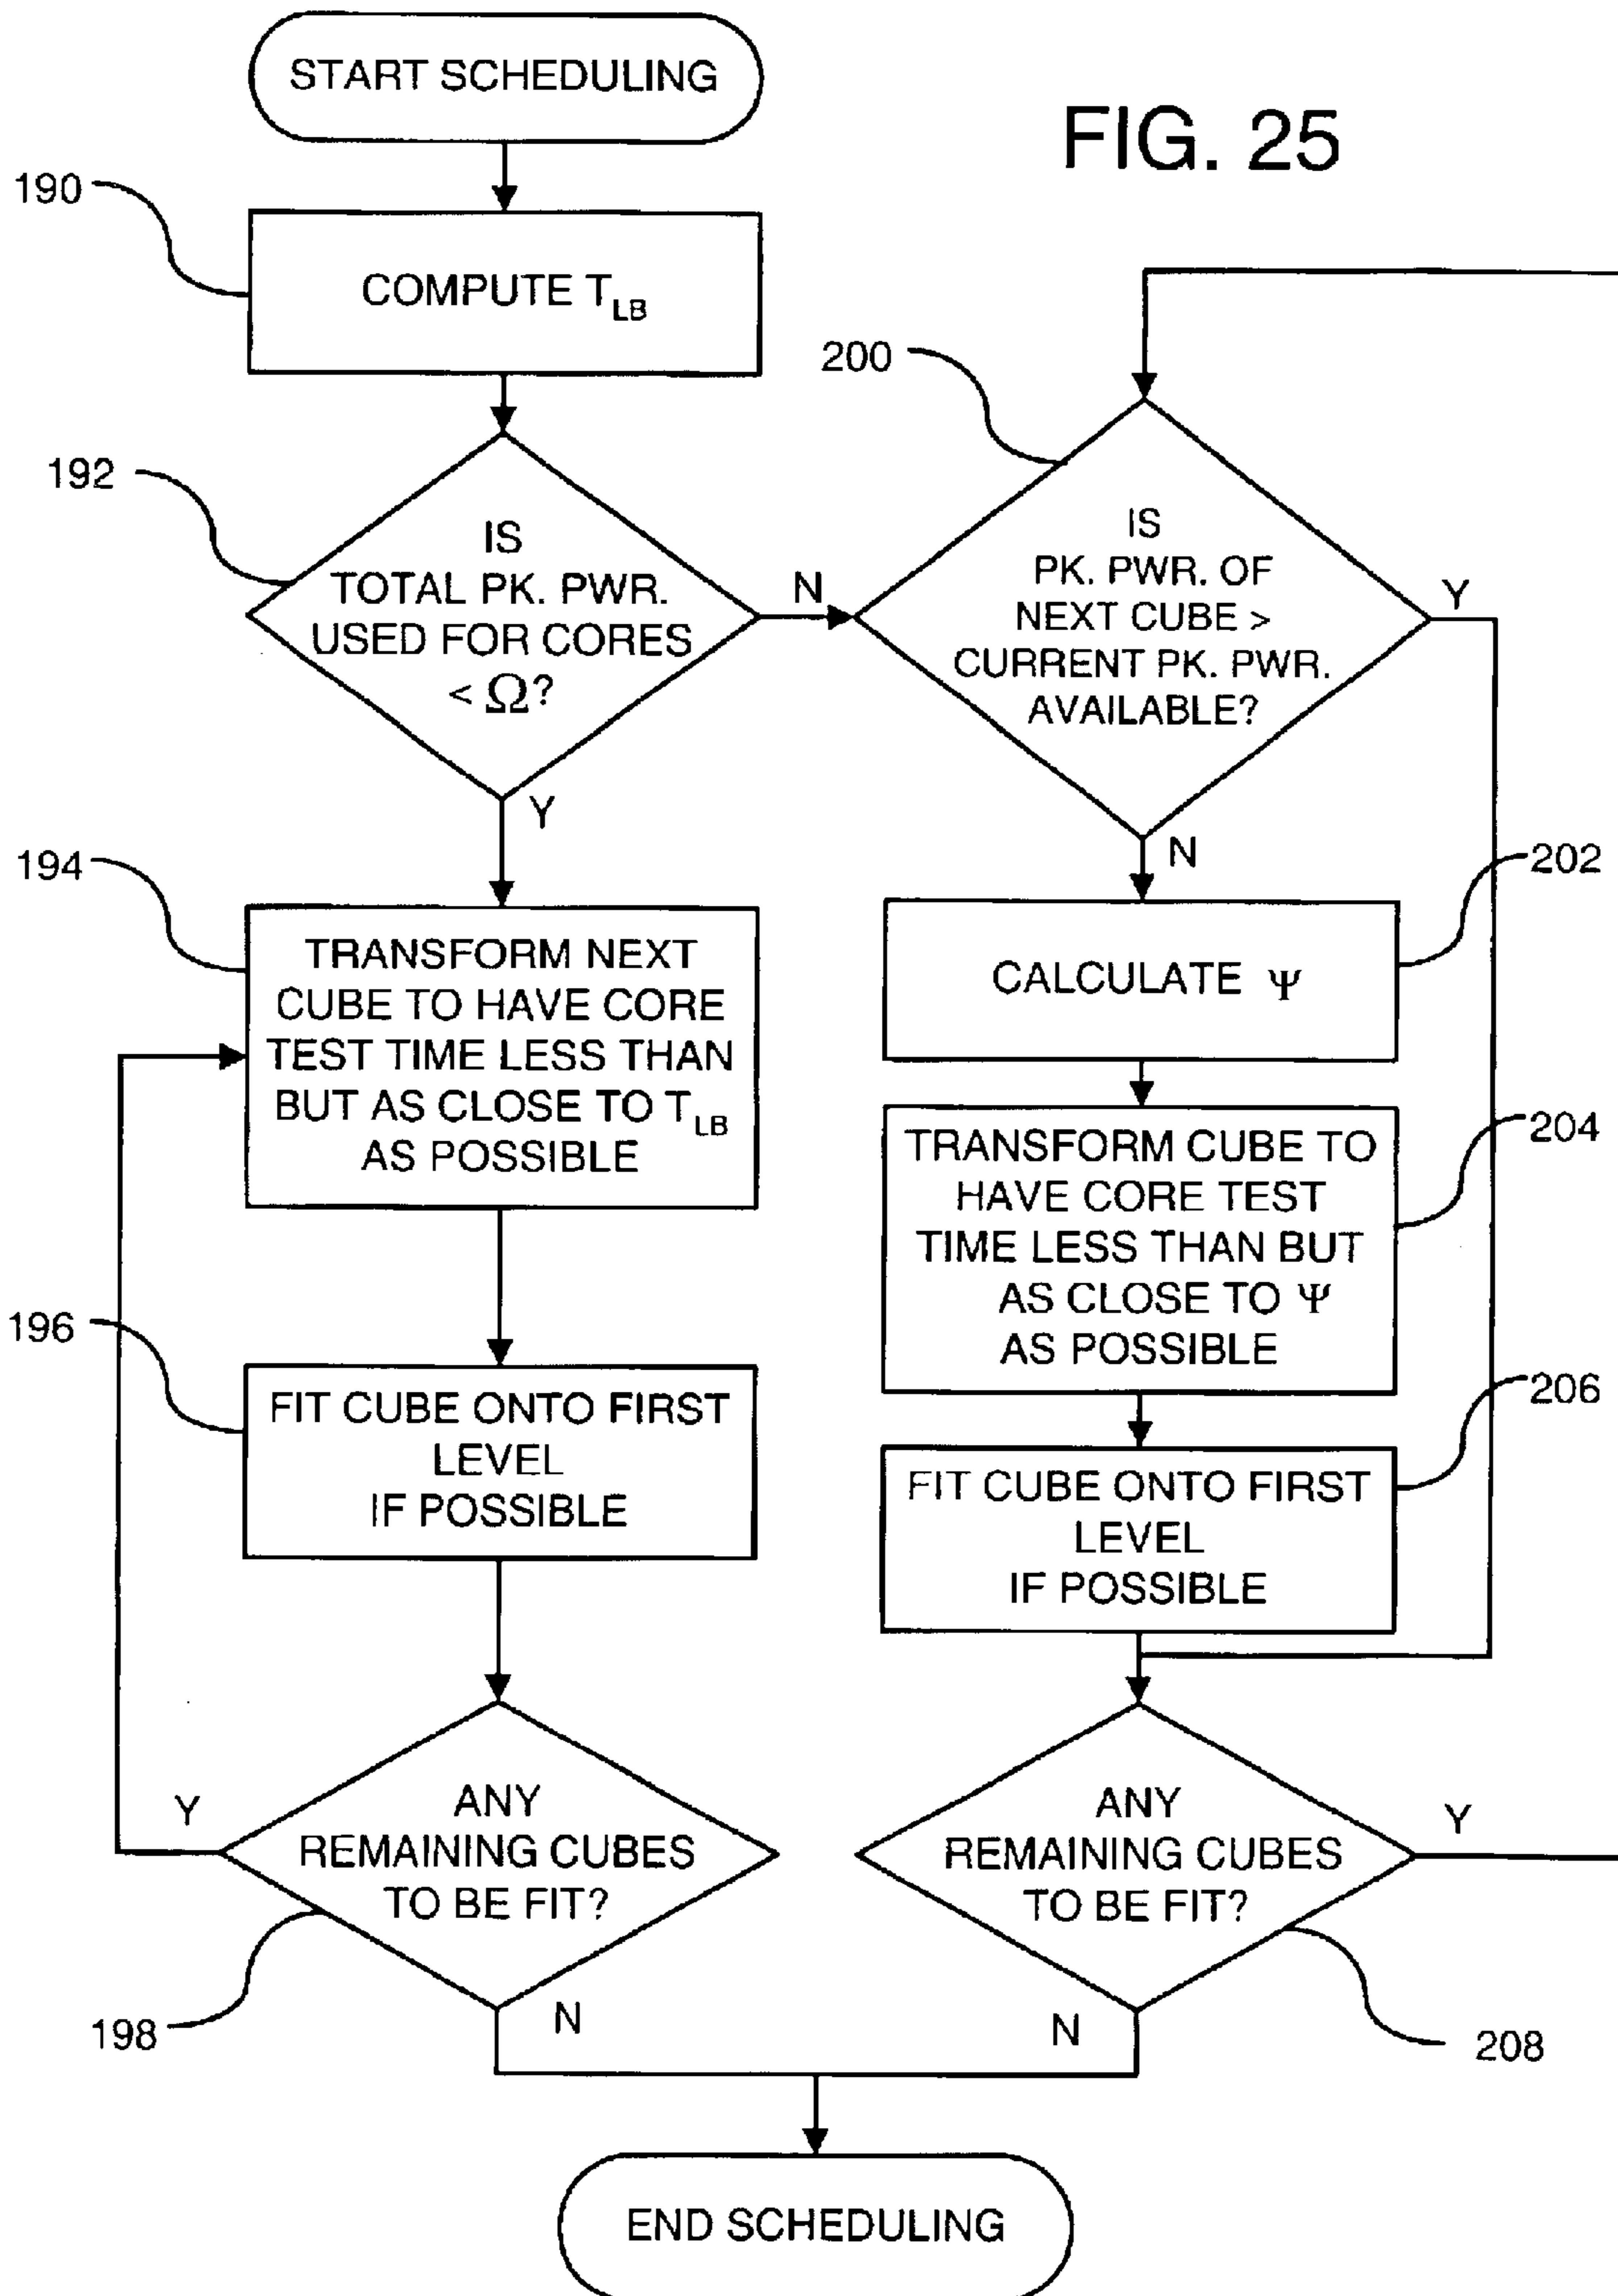 START SCHEDULING
FIG. 25
190
COMPUTE T_LB
192
IS
TOTAL PK. PWR.
USED FOR CORES
< Ω?
N
Y
200
IS
PK. PWR. OF
NEXT CUBE >
CURRENT PK. PWR.
AVAILABLE?
Y
N
194
TRANSFORM NEXT
CUBE TO HAVE CORE
TEST TIME LESS THAN
BUT AS CLOSE TO T_LB
AS POSSIBLE
202
CALCULATE Ψ
204
TRANSFORM CUBE TO
HAVE CORE TEST
TIME LESS THAN BUT
AS CLOSE TO Ψ
AS POSSIBLE
196
FIT CUBE ONTO FIRST
LEVEL
IF POSSIBLE
206
FIT CUBE ONTO FIRST
LEVEL
IF POSSIBLE
Y
ANY
REMAINING CUBES
TO BE FIT?
198
N
ANY
REMAINING CUBES
TO BE FIT?
Y
N
208
END SCHEDULING